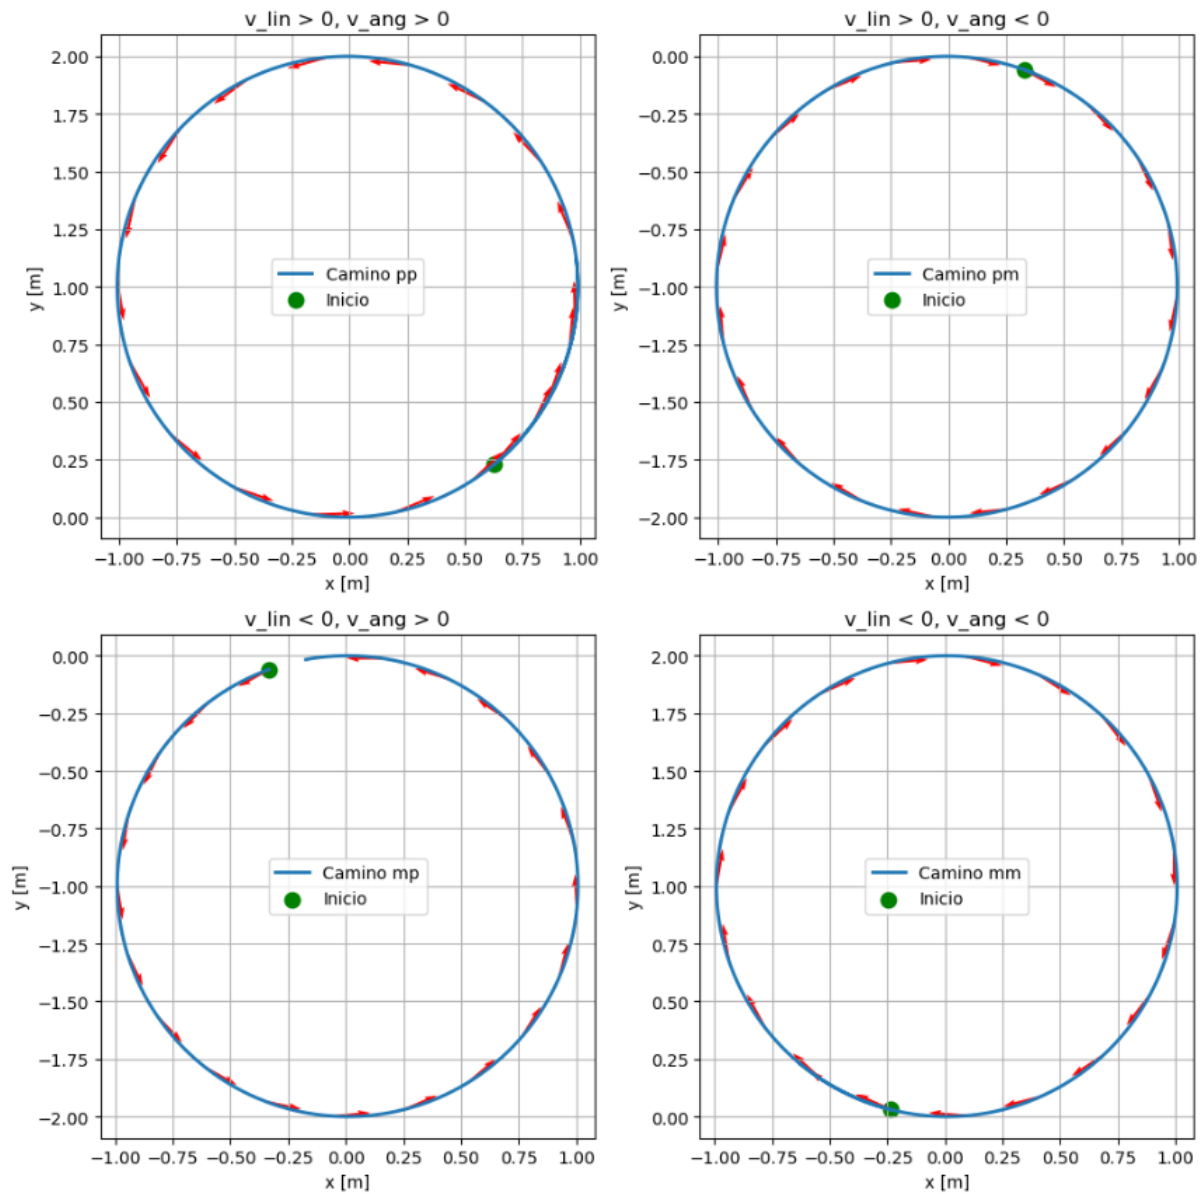 v_lin > 0, v_ang > 0
2.00
1.75
1.50
1.25
1.00
0.75
0.50
0.25
0.00
y [m]
Camino pp
Inicio
−1.00 −0.75 −0.50 −0.25 0.00 0.25 0.50 0.75 1.00
x [m]
v_lin > 0, v_ang < 0
0.00
−0.25
−0.50
−0.75
−1.00
−1.25
−1.50
−1.75
−2.00
y [m]
Camino pm
Inicio
−1.00 −0.75 −0.50 −0.25 0.00 0.25 0.50 0.75 1.00
x [m]
v_lin < 0, v_ang > 0
0.00
−0.25
−0.50
−0.75
−1.00
−1.25
−1.50
−1.75
−2.00
y [m]
Camino mp
Inicio
−1.00 −0.75 −0.50 −0.25 0.00 0.25 0.50 0.75 1.00
x [m]
v_lin < 0, v_ang < 0
2.00
1.75
1.50
1.25
1.00
0.75
0.50
0.25
0.00
y [m]
Camino mm
Inicio
−1.00 −0.75 −0.50 −0.25 0.00 0.25 0.50 0.75 1.00
x [m]